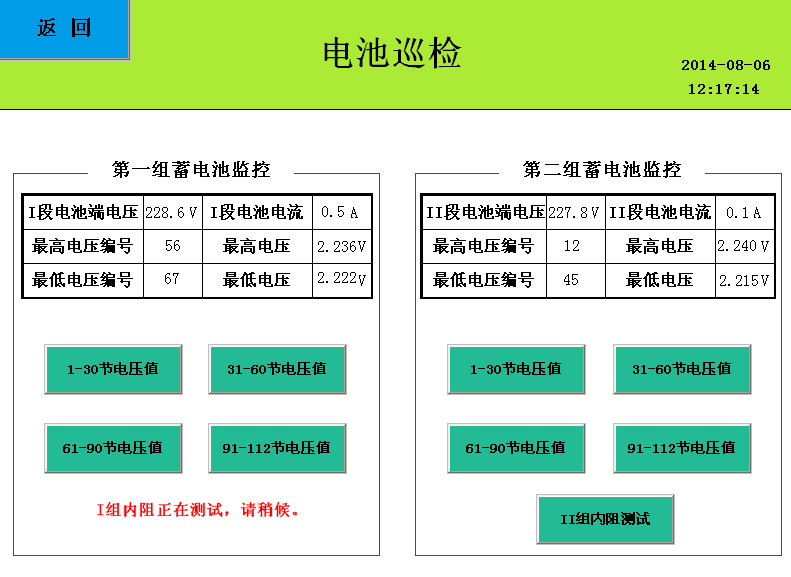 返 回
电池巡检
2014-08-06
12:17:14
第一组蓄电池监控
I段电池端电压 228.6 V I段电池电流 0.5 A
最高电压编号 56 最高电压 2.236V
最低电压编号 67 最低电压 2.222V
1-30节电压值 31-60节电压值
61-90节电压值 91-112节电压值
I组内阻正在测试，请稍候。
第二组蓄电池监控
II段电池端电压 227.8 V II段电池电流 0.1 A
最高电压编号 12 最高电压 2.240 V
最低电压编号 45 最低电压 2.215V
1-30节电压值 31-60节电压值
61-90节电压值 91-112节电压值
II组内阻测试